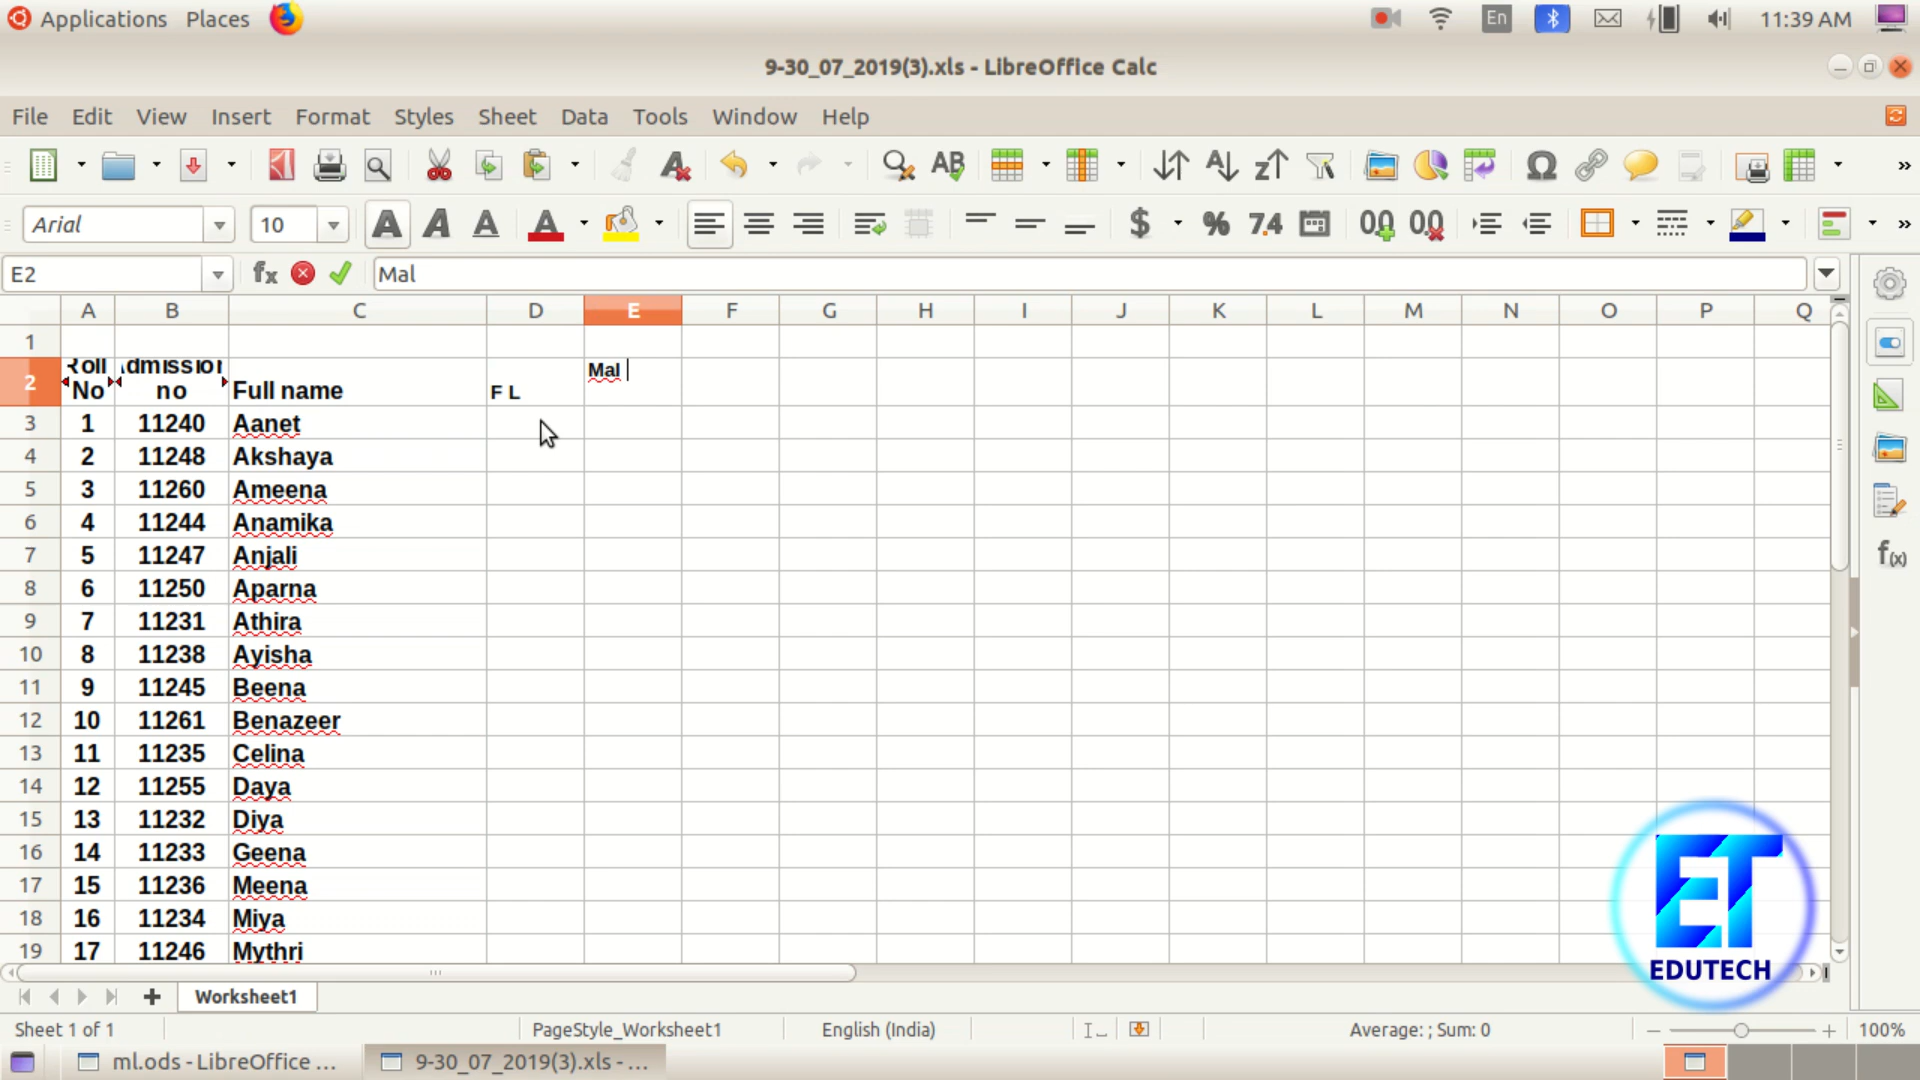 Applications Places En 11:39 AM
9-30_07_2019(3).xls - LibreOffice Calc
File Edit View Insert Format Styles Sheet Data Tools Window Help
Arial 10
E2 fx Mal
A B C D E F G H I J K L M N O P Q
1
2 Roll No dmission no Full name F L Mal
3 1 11240 Aanet
4 2 11248 Akshaya
5 3 11260 Ameena
6 4 11244 Anamika
7 5 11247 Anjali
8 6 11250 Aparna
9 7 11231 Athira
10 8 11238 Ayisha
11 9 11245 Beena
12 10 11261 Benazeer
13 11 11235 Celina
14 12 11255 Daya
15 13 11232 Diya
16 14 11233 Geena
17 15 11236 Meena
18 16 11234 Miya
19 17 11246 Mythri
ET
EDUTECH
Worksheet1
Sheet 1 of 1 PageStyle_Worksheet1 English (India) Average: ; Sum: 0 100%
ml.ods - LibreOffice ... 9-30_07_2019(3).xls - ...